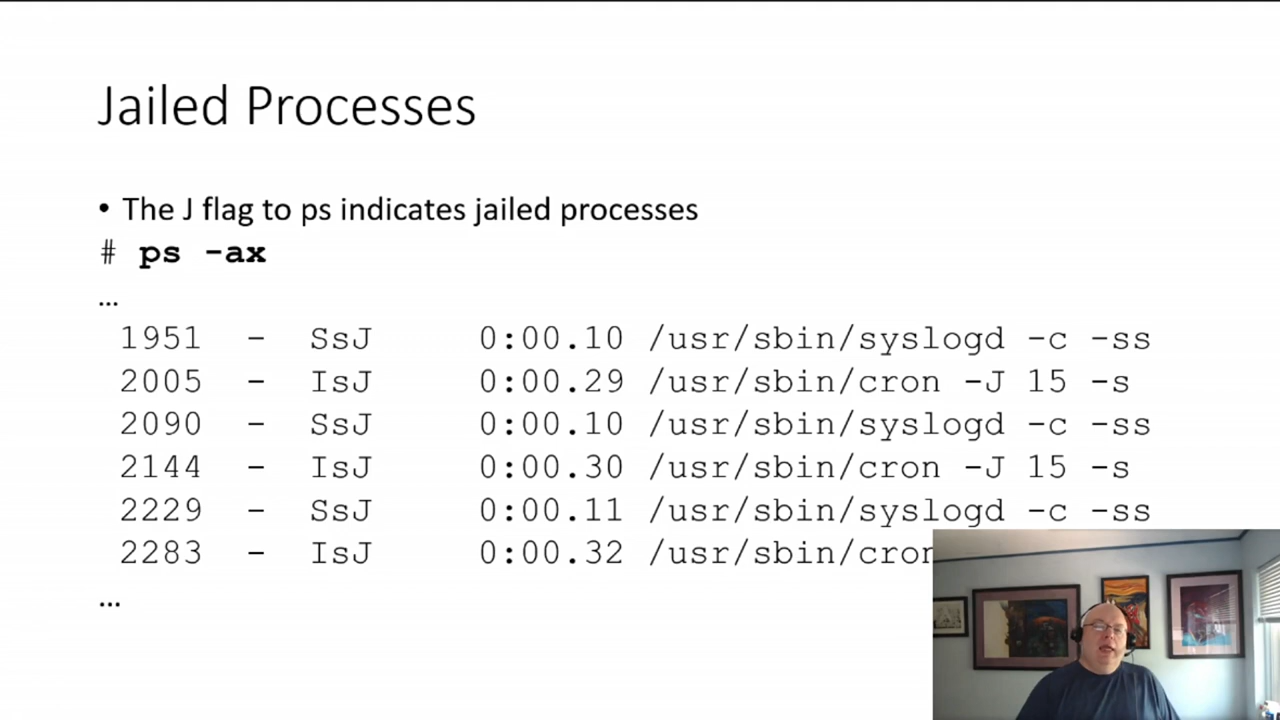 Jailed Processes
• The J flag to ps indicates jailed processes
# ps -ax
…
1951 - SsJ 0:00.10 /usr/sbin/syslogd -c -ss
2005 - IsJ 0:00.29 /usr/sbin/cron -J 15 -s
2090 - SsJ 0:00.10 /usr/sbin/syslogd -c -ss
2144 - IsJ 0:00.30 /usr/sbin/cron -J 15 -s
2229 - SsJ 0:00.11 /usr/sbin/syslogd -c -ss
2283 - IsJ 0:00.32 /usr/sbin/cron
…